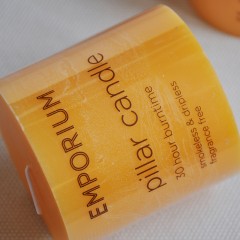 EMPORIUM
pillar candle
30 hour burntime
smokeless & dripless
fragrance free